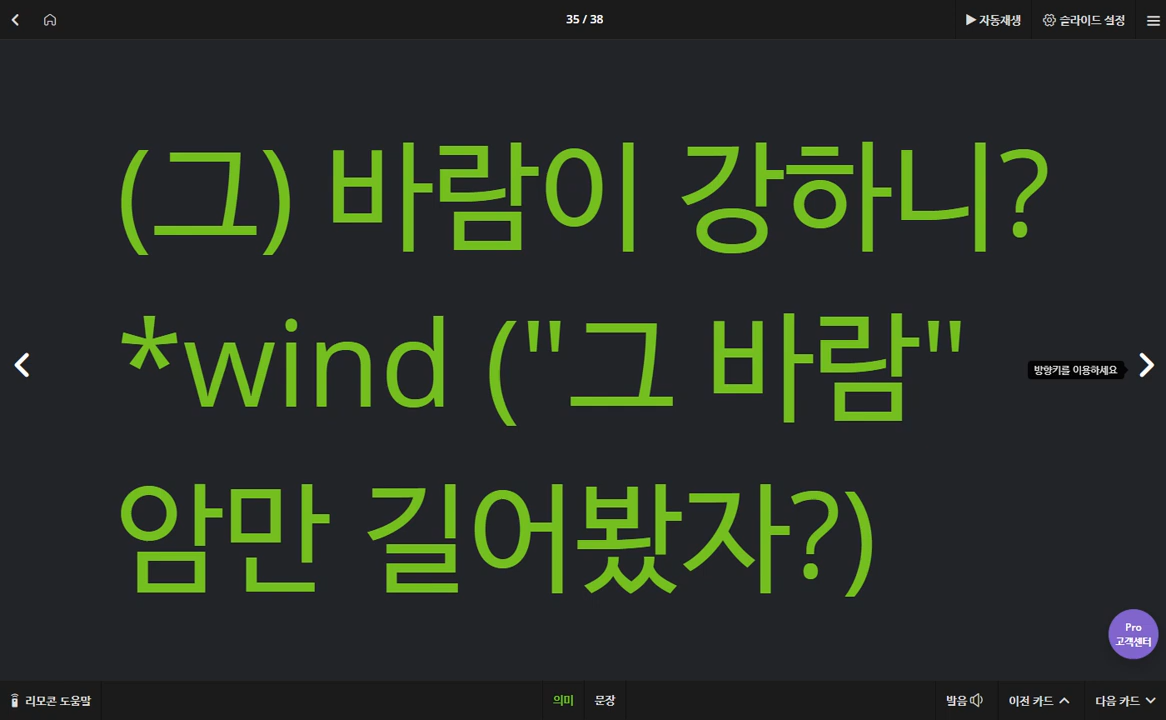 35 / 38
자동재생
슬라이드 설정
(그) 바람이 강하니?
*wind ("그 바람"
암만 길어봤자?)
방향키를 이용하세요
Pro
고객센터
리모콘 도움말
의미
문장
발음
이전 카드
다음 카드